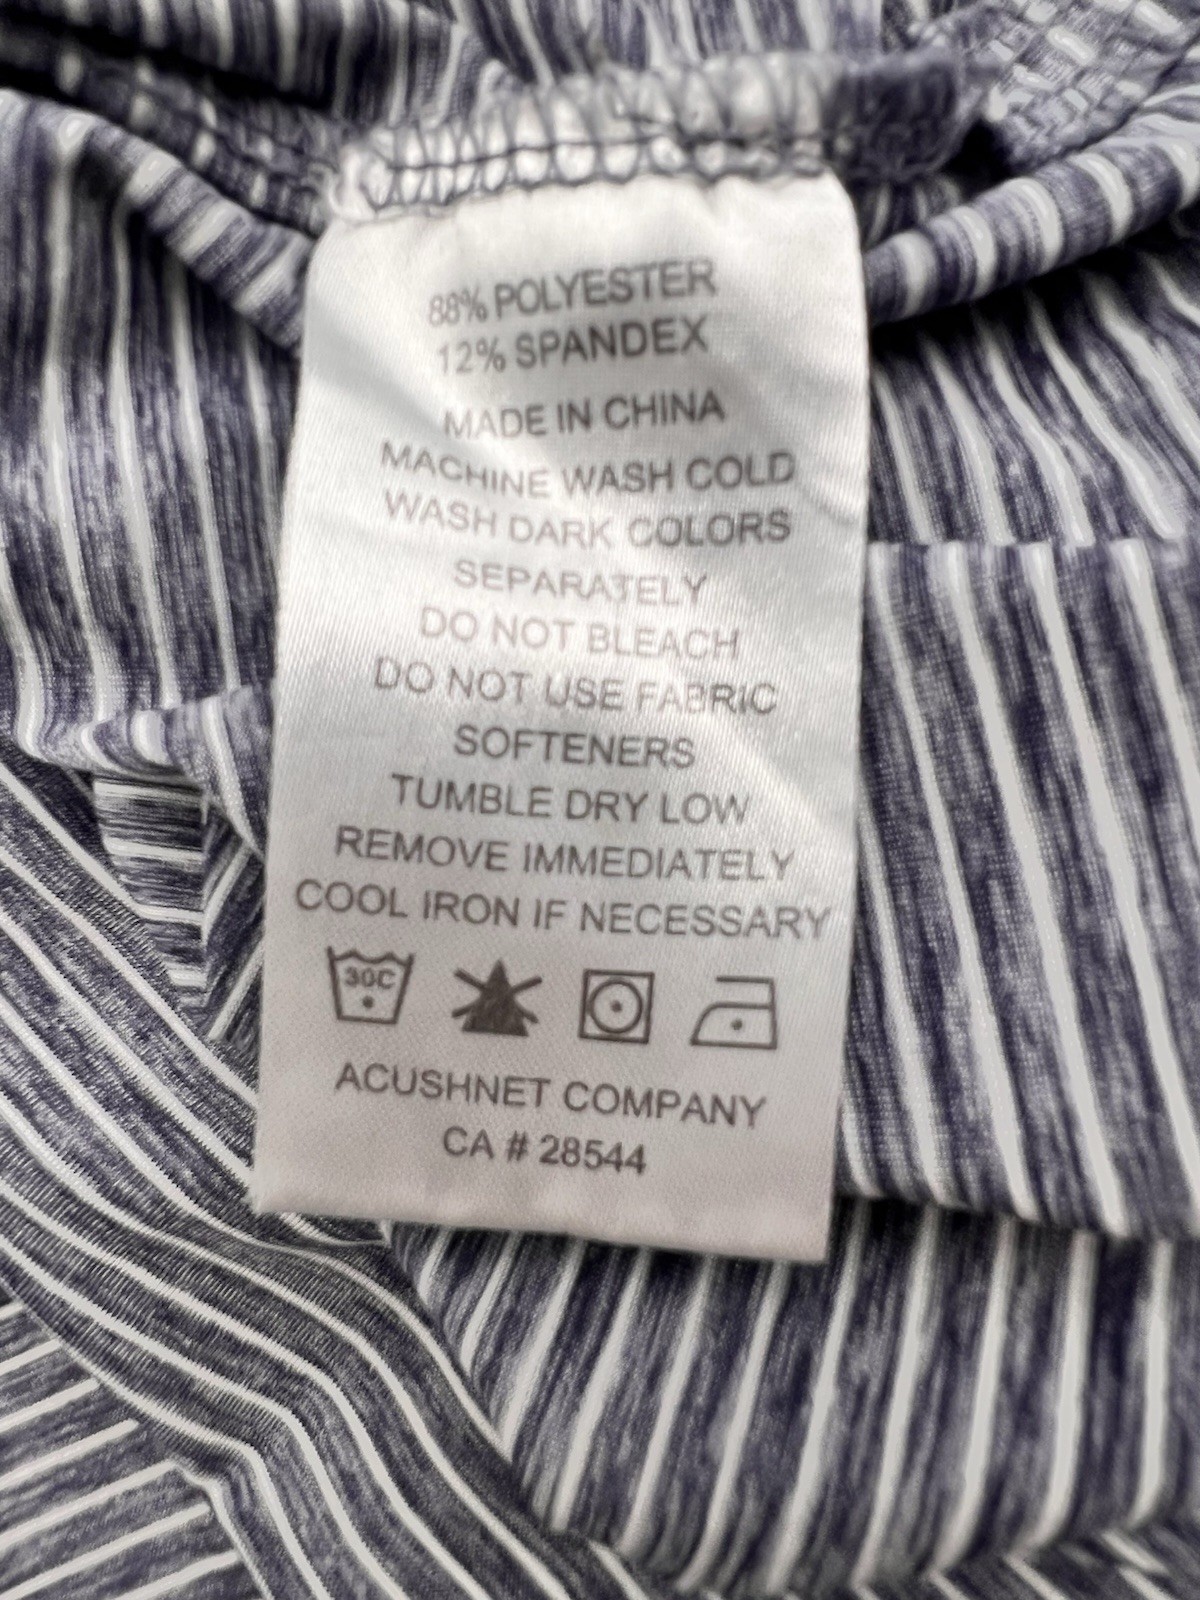 88% POLYESTER
12% SPANDEX
MADE IN CHINA
MACHINE WASH COLD
WASH DARK COLORS
SEPARATELY
DO NOT BLEACH
DO NOT USE FABRIC
SOFTENERS
TUMBLE DRY LOW
REMOVE IMMEDIATELY
COOL IRON IF NECESSARY
30C
ACUSHNET COMPANY
CA # 28544